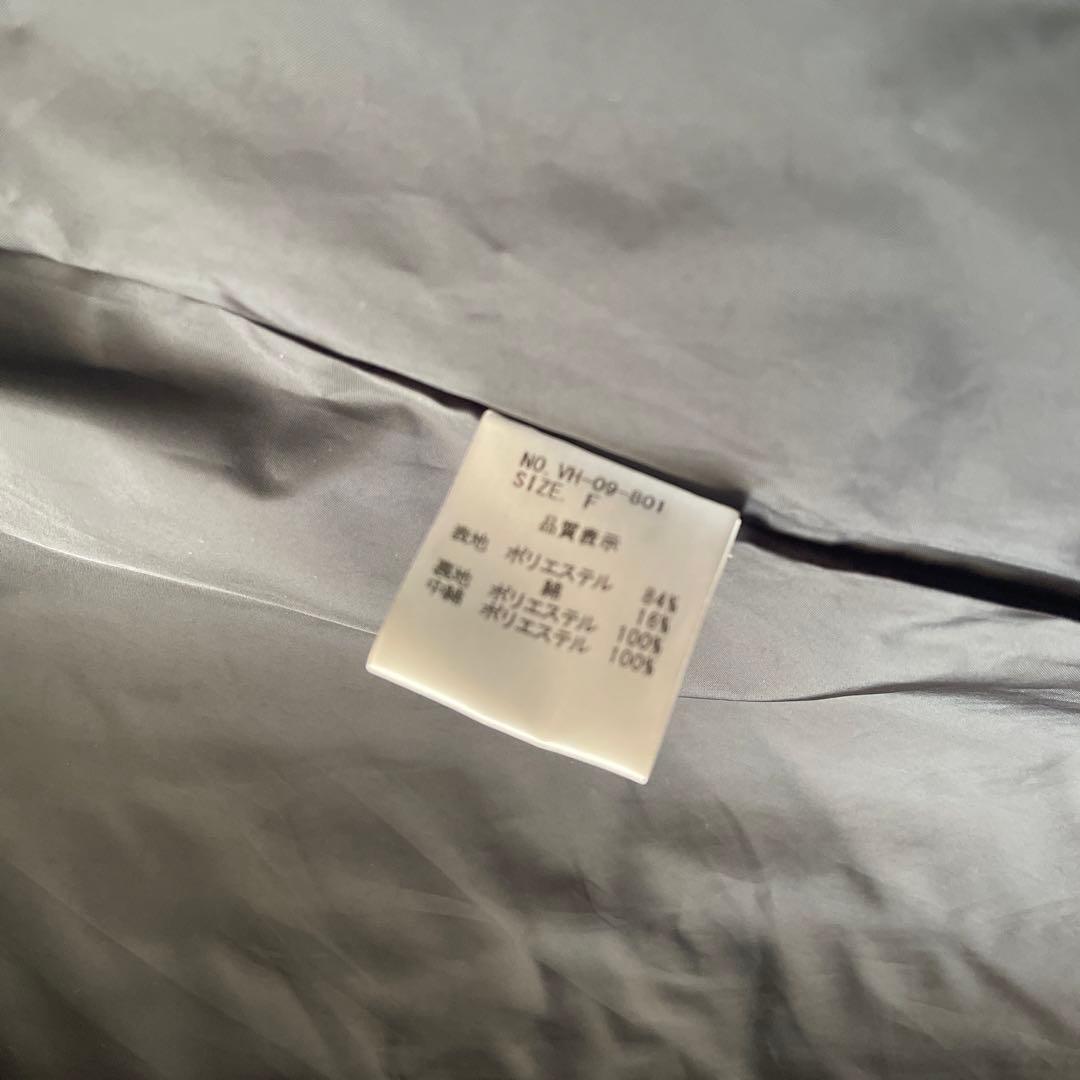 NO. VH-09-801
SIZE F
品質表示
表地 ポリエステル 84%
綿 16%
裏地 ポリエステル 100%
中綿 ポリエステル 100%